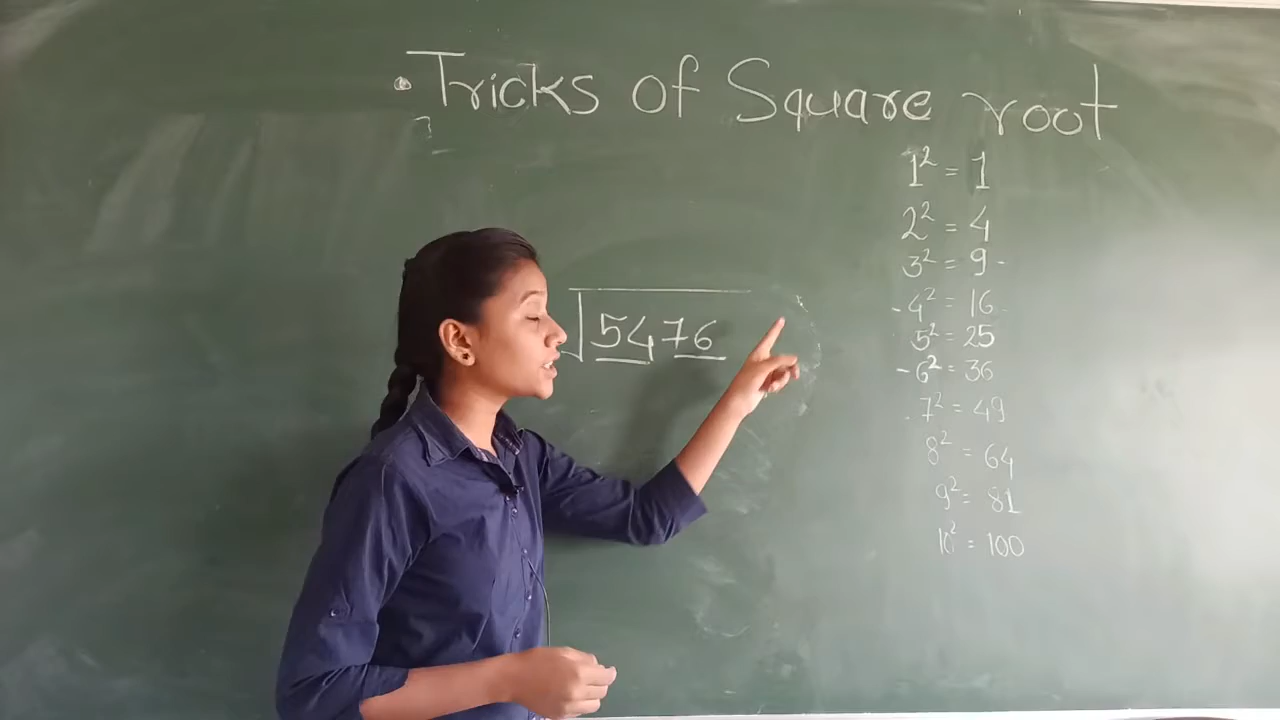 • Tricks of Square root
1² = 1
2² = 4
3² = 9 -
- 4² = 16 -
√5476
5² = 25
- 6² = 36
- 7² = 49
8² = 64
9² = 81
10² = 100